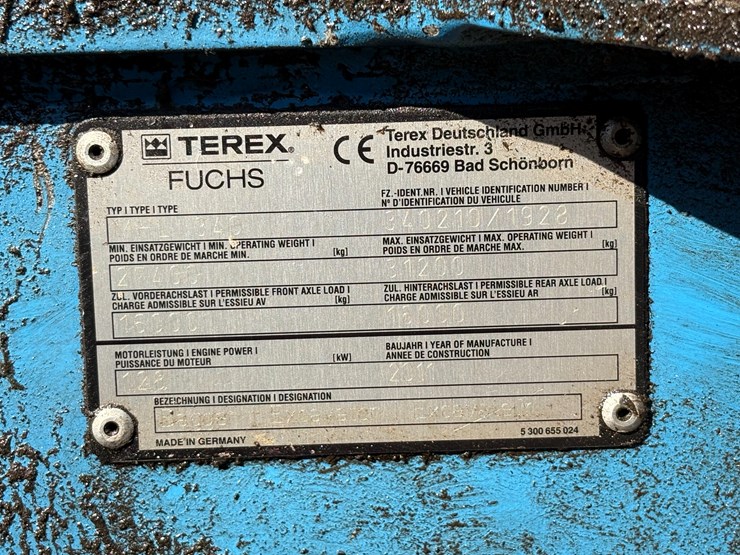 TEREX®
FUCHS
CE
Terex Deutschland GmbH
Industriestr. 3
D-76669 Bad Schönborn
TYP I TYPE I TYPE
FZ.-IDENT.NR. I VEHICLE IDENTIFICATION NUMBER I
N° D'IDENTIFICATION DU VEHICULE
340210/1928
MIN. EINSATZGEWICHT I MIN. OPERATING WEIGHT I
POIDS EN ORDRE DE MARCHE MIN. [kg]
MAX. EINSATZGEWICHT I MAX. OPERATING WEIGHT I
POIDS EN ORDRE DE MARCHE MAX. [kg]
31200
ZUL. VORDERACHSLAST I PERMISSIBLE FRONT AXLE LOAD I
CHARGE ADMISSIBLE SUR L'ESSIEU AV [kg]
16000
ZUL. HINTERACHSLAST I PERMISSIBLE REAR AXLE LOAD I
CHARGE ADMISSIBLE SUR L'ESSIEU AR [kg]
MOTORLEISTUNG I ENGINE POWER I
PUISSANCE DU MOTEUR [kW]
BAUJAHR I YEAR OF MANUFACTURE I
ANNEE DE CONSTRUCTION
2011
BEZEICHNUNG I DESIGNATION I DESIGNATION
MADE IN GERMANY
5 300 655 024